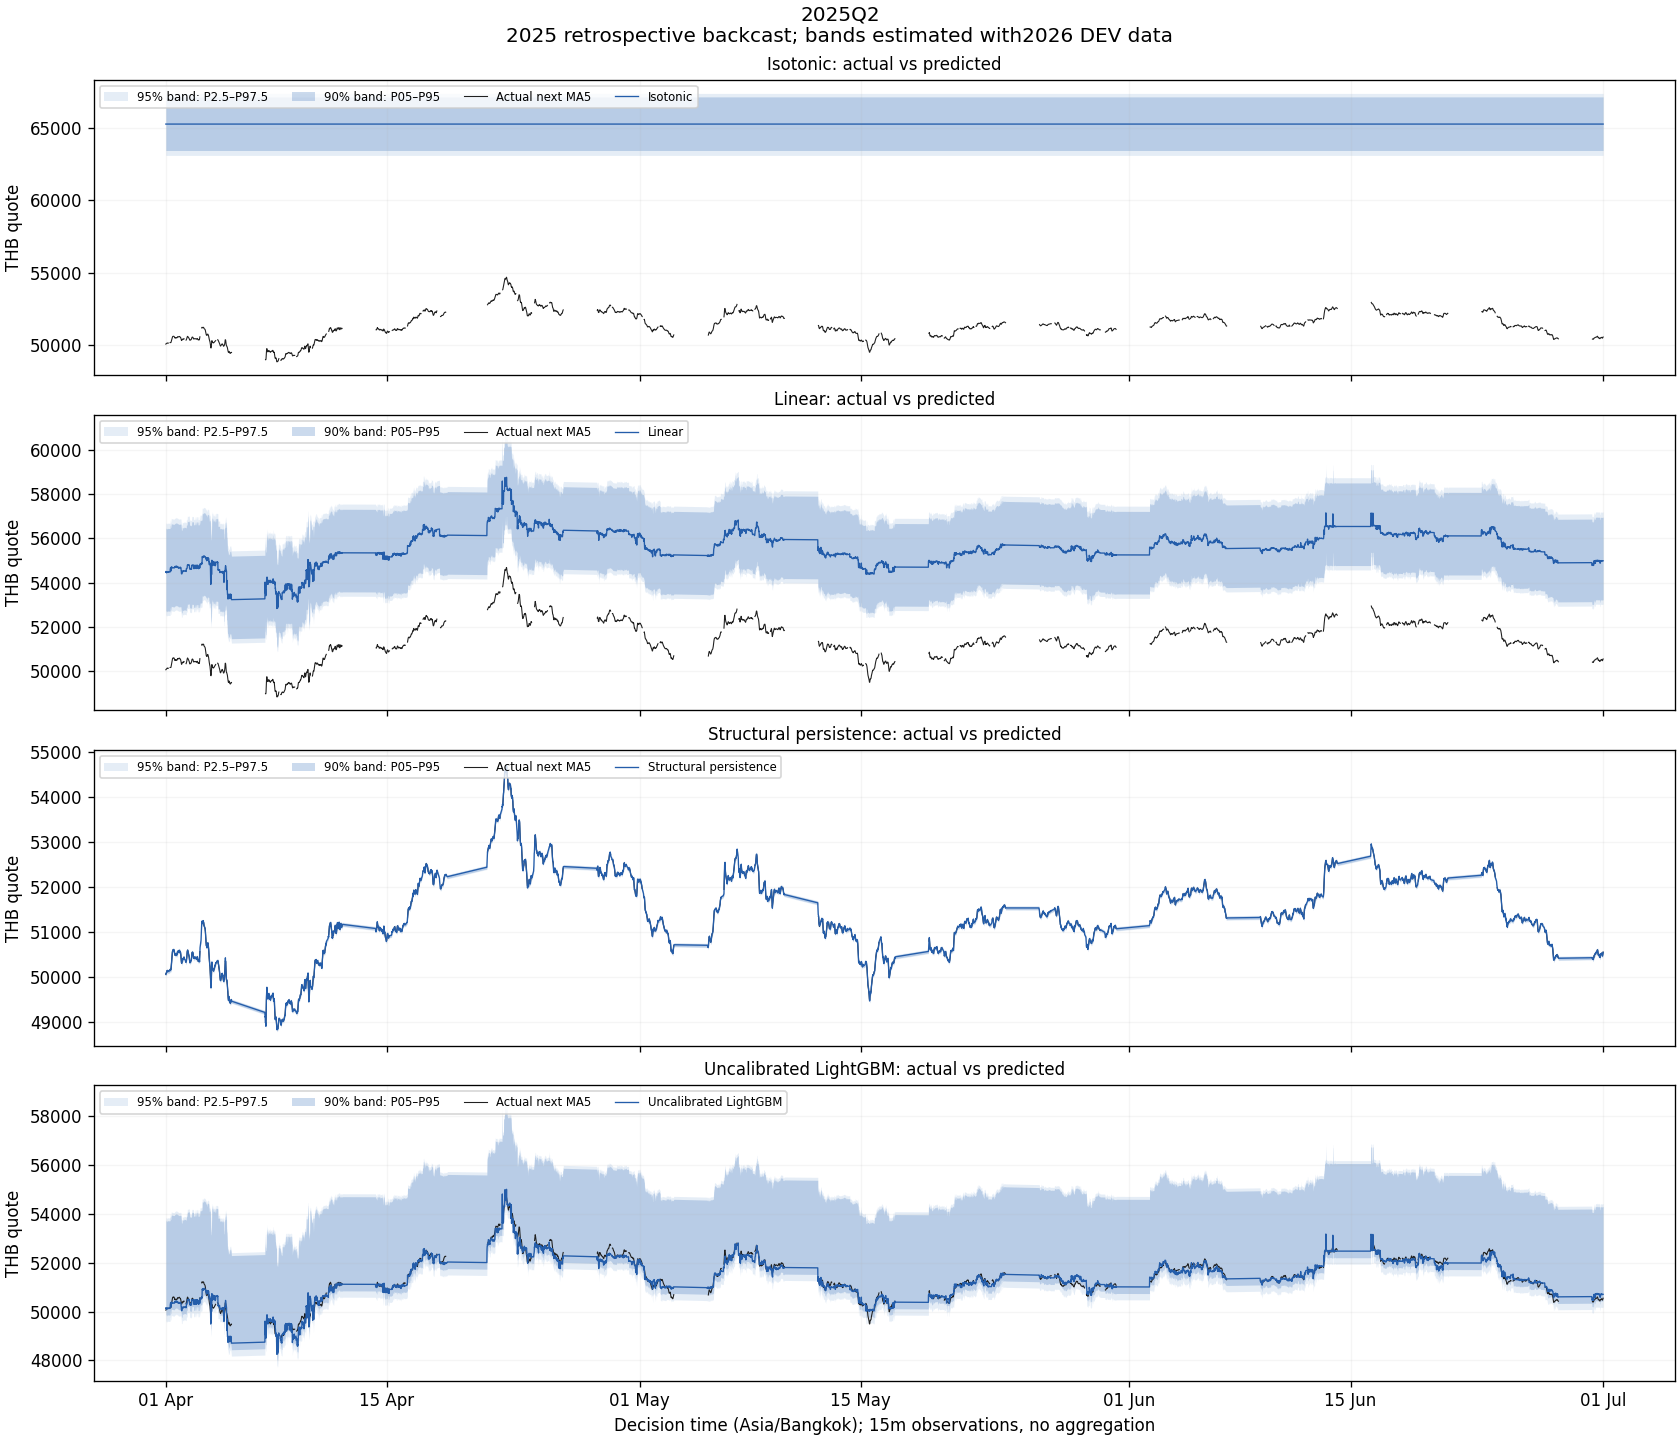 2025Q2
2025 retrospective backcast; bands estimated with2026 DEV data
Isotonic: actual vs predicted
95% band: P2.5–P97.5 90% band: P05–P95 Actual next MA5 Isotonic
THB quote
65000
60000
55000
50000
Linear: actual vs predicted
95% band: P2.5–P97.5 90% band: P05–P95 Actual next MA5 Linear
THB quote
60000
58000
56000
54000
52000
50000
Structural persistence: actual vs predicted
95% band: P2.5–P97.5 90% band: P05–P95 Actual next MA5 Structural persistence
THB quote
55000
54000
53000
52000
51000
50000
49000
Uncalibrated LightGBM: actual vs predicted
95% band: P2.5–P97.5 90% band: P05–P95 Actual next MA5 Uncalibrated LightGBM
THB quote
58000
56000
54000
52000
50000
48000
01 Apr 15 Apr 01 May 15 May 01 Jun 15 Jun 01 Jul
Decision time (Asia/Bangkok); 15m observations, no aggregation